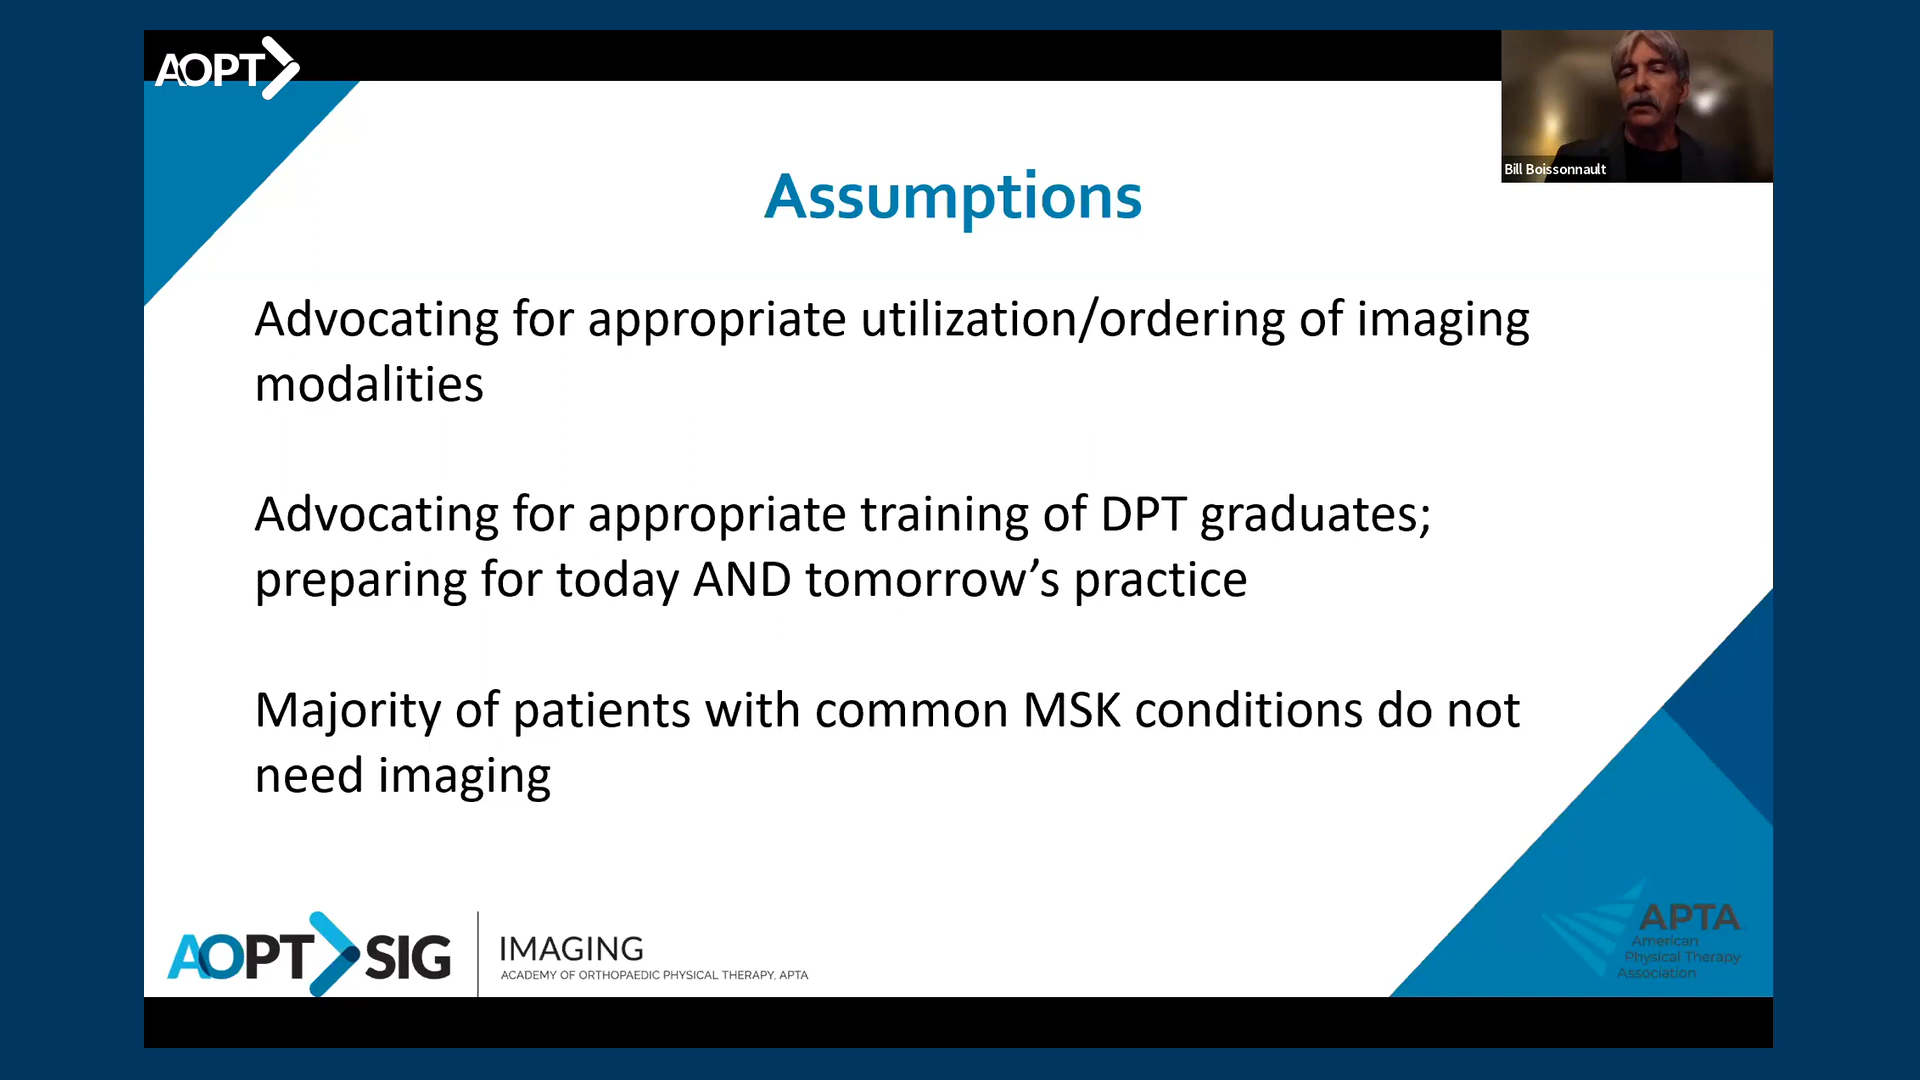 AOPT
Bill Boissonnault
Assumptions
Advocating for appropriate utilization/ordering of imaging
modalities
Advocating for appropriate training of DPT graduates;
preparing for today AND tomorrow’s practice
Majority of patients with common MSK conditions do not
need imaging
AOPT SIG
IMAGING
ACADEMY OF ORTHOPAEDIC PHYSICAL THERAPY, APTA
APTA
American
Physical Therapy
Association